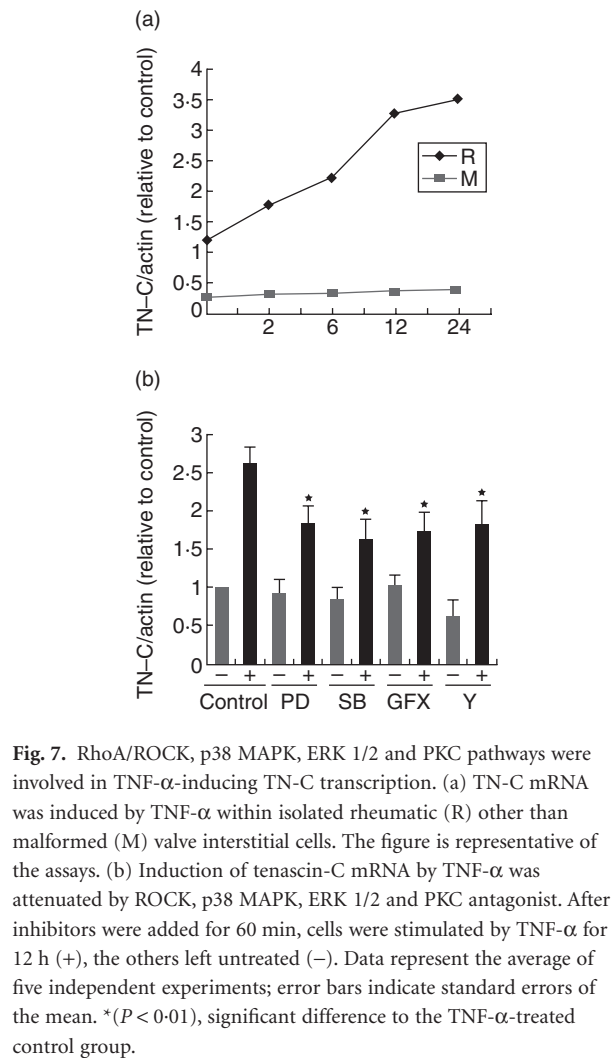 (a)
TN–C/actin (relative to control)
4
3·5
3
2·5
2
1·5
1
0·5
0
R
M
2 6 12 24
(b)
TN–C/actin (relative to control)
3
2·5
2
1·5
1
0·5
0
– + – + – + – + – +
Control PD SB GFX Y
Fig. 7. RhoA/ROCK, p38 MAPK, ERK 1/2 and PKC pathways were
involved in TNF-α-inducing TN-C transcription. (a) TN-C mRNA
was induced by TNF-α within isolated rheumatic (R) other than
malformed (M) valve interstitial cells. The figure is representative of
the assays. (b) Induction of tenascin-C mRNA by TNF-α was
attenuated by ROCK, p38 MAPK, ERK 1/2 and PKC antagonist. After
inhibitors were added for 60 min, cells were stimulated by TNF-α for
12 h (+), the others left untreated (−). Data represent the average of
five independent experiments; error bars indicate standard errors of
the mean. *(P < 0·01), significant difference to the TNF-α-treated
control group.